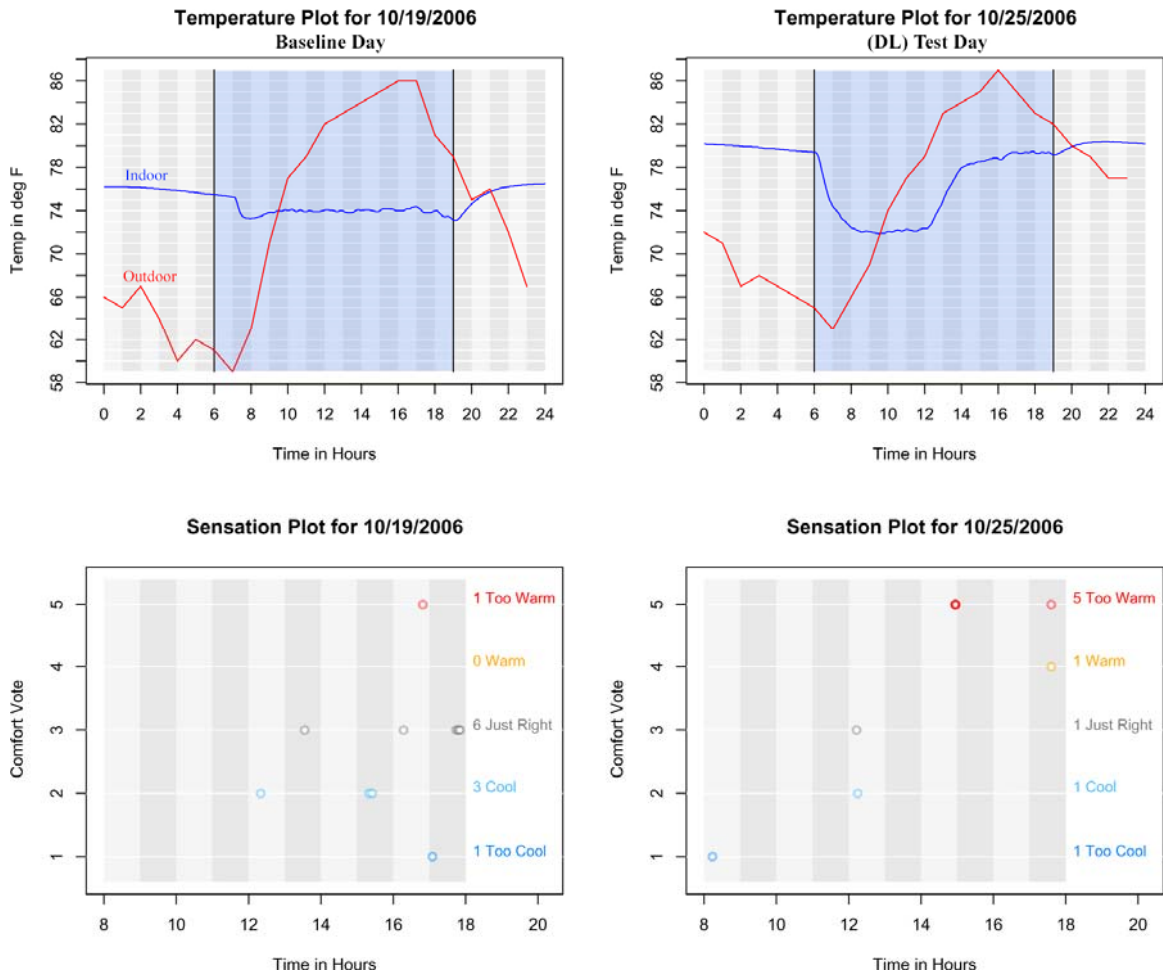 Temperature Plot for 10/19/2006
Baseline Day
Temp in deg F
86
82
78
74
70
66
62
58
Indoor
Outdoor
0 2 4 6 8 10 12 14 16 18 20 22 24
Time in Hours
Temperature Plot for 10/25/2006
(DL) Test Day
Temp in deg F
86
82
78
74
70
66
62
58
0 2 4 6 8 10 12 14 16 18 20 22 24
Time in Hours
Sensation Plot for 10/19/2006
Comfort Vote
5
4
3
2
1
1 Too Warm
0 Warm
6 Just Right
3 Cool
1 Too Cool
8 10 12 14 16 18 20
Time in Hours
Sensation Plot for 10/25/2006
Comfort Vote
5
4
3
2
1
5 Too Warm
1 Warm
1 Just Right
1 Cool
1 Too Cool
8 10 12 14 16 18 20
Time in Hours